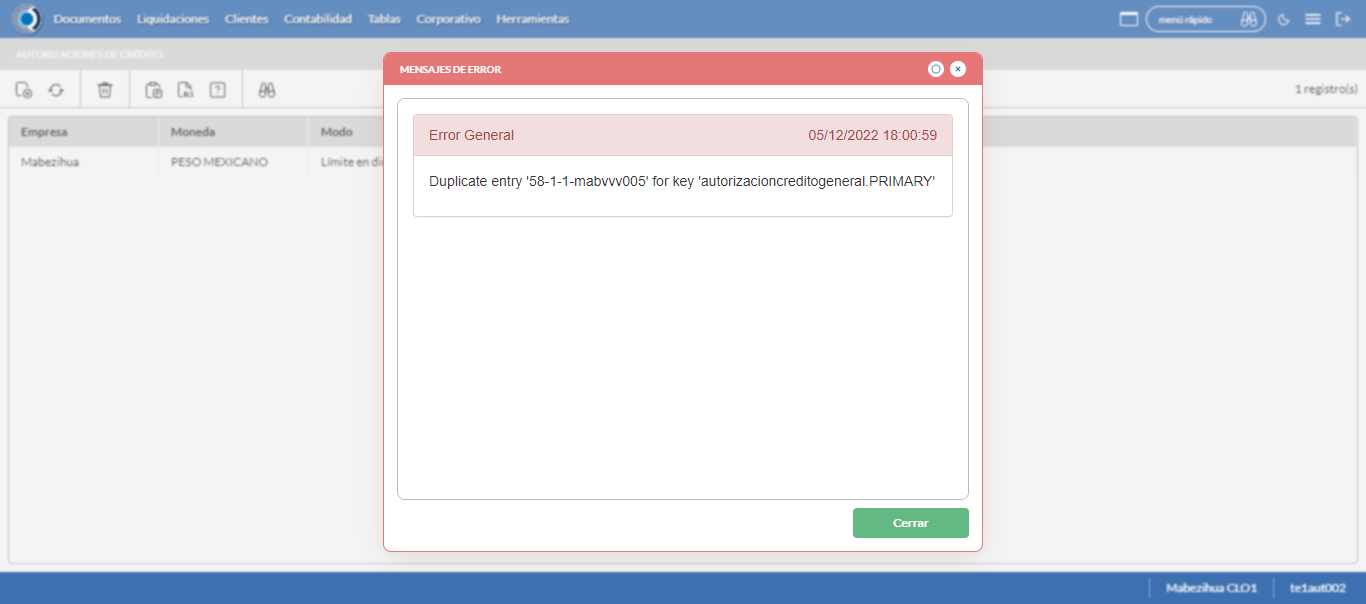 Documentos Liquidaciones Clientes Contabilidad Tablas Corporativo Herramientas menú rápido
AUTORIZACIONES DE CRÉDITO
MENSAJES DE ERROR
1 registro(s)
Empresa Moneda Modo
Mabezihua PESO MEXICANO Límite en di
Error General 05/12/2022 18:00:59
Duplicate entry '58-1-1-mabvvv005' for key 'autorizacioncreditogeneral.PRIMARY'
Cerrar
Mabezihua CLO1 te1aut002